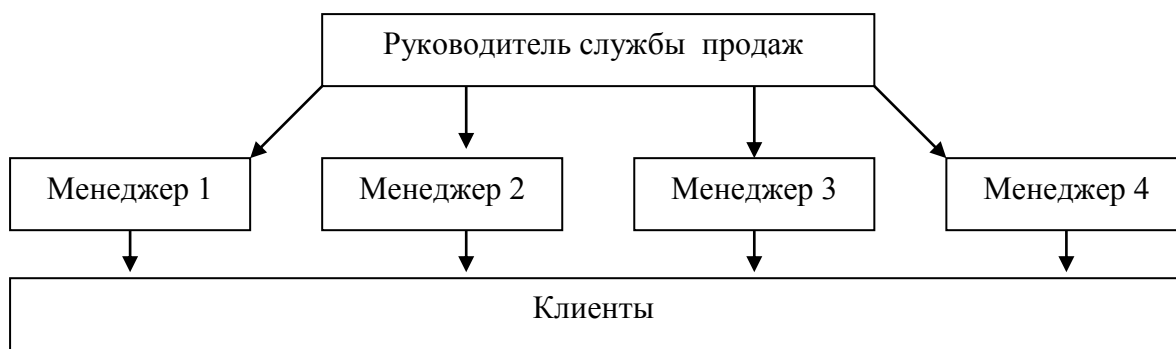 Руководитель службы продаж
Менеджер 1
Менеджер 2
Менеджер 3
Менеджер 4
Клиенты